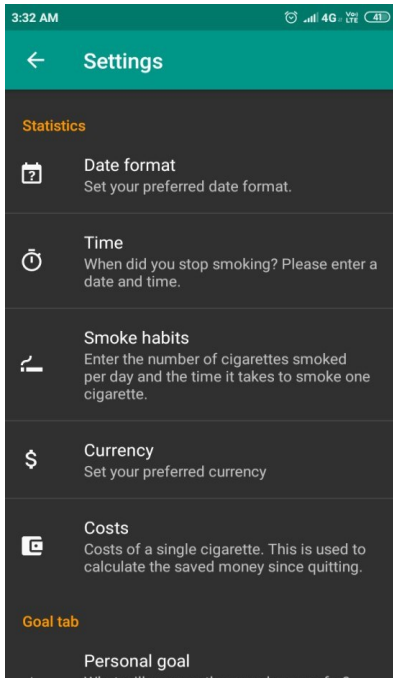 3:32 AM 4G Vo) LTE 41
Settings
Statistics
Date format
Set your preferred date format.
Time
When did you stop smoking? Please enter a
date and time.
Smoke habits
Enter the number of cigarettes smoked
per day and the time it takes to smoke one
cigarette.
$
Currency
Set your preferred currency
Costs
Costs of a single cigarette. This is used to
calculate the saved money since quitting.
Goal tab
Personal goal